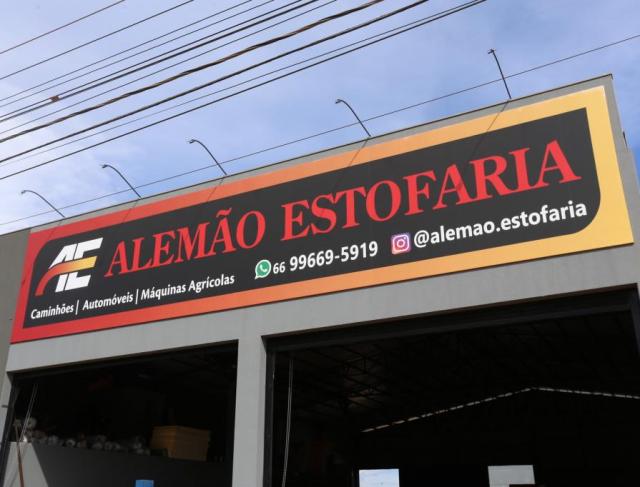 AE ALEMÃO ESTOFARIA
Caminhões | Automóveis | Máquinas Agrícolas 66 99669-5919 @alemao.estofaria